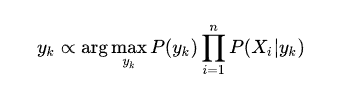 y_k ∝ arg max_{y_k} P(y_k) ∏_{i=1}^{n} P(X_i|y_k)